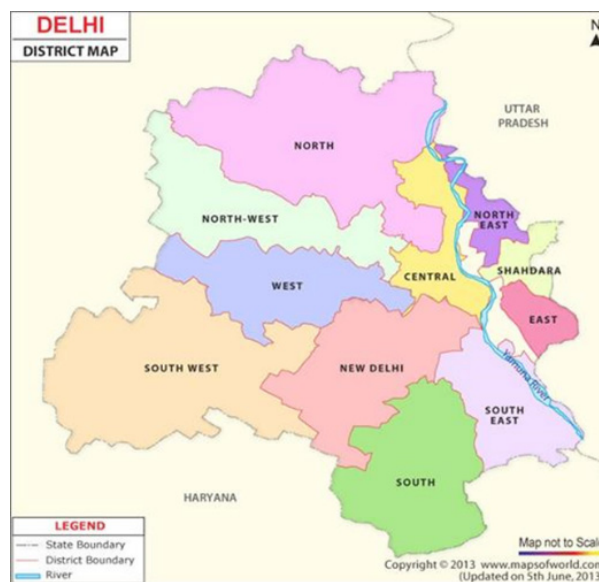 DELHI
DISTRICT MAP
N
UTTAR
PRADESH
NORTH
NORTH-WEST
NORTH
EAST
SHAHDARA
CENTRAL
WEST
EAST
SOUTH WEST
NEW DELHI
Yamuna River
SOUTH
EAST
SOUTH
HARYANA
LEGEND
State Boundary
District Boundary
River
Map not to Scale
Copyright © 2013 www.mapsofworld.com
(Updated on 5th June, 2013)